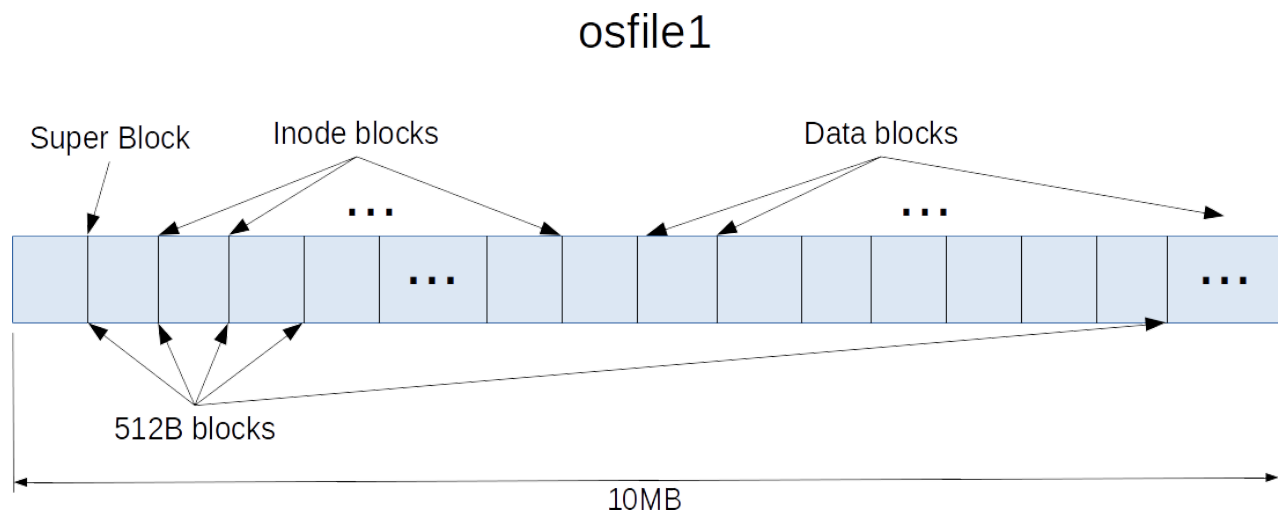 osfile1
Super Block
Inode blocks
Data blocks
...
...
...
...
512B blocks
10MB